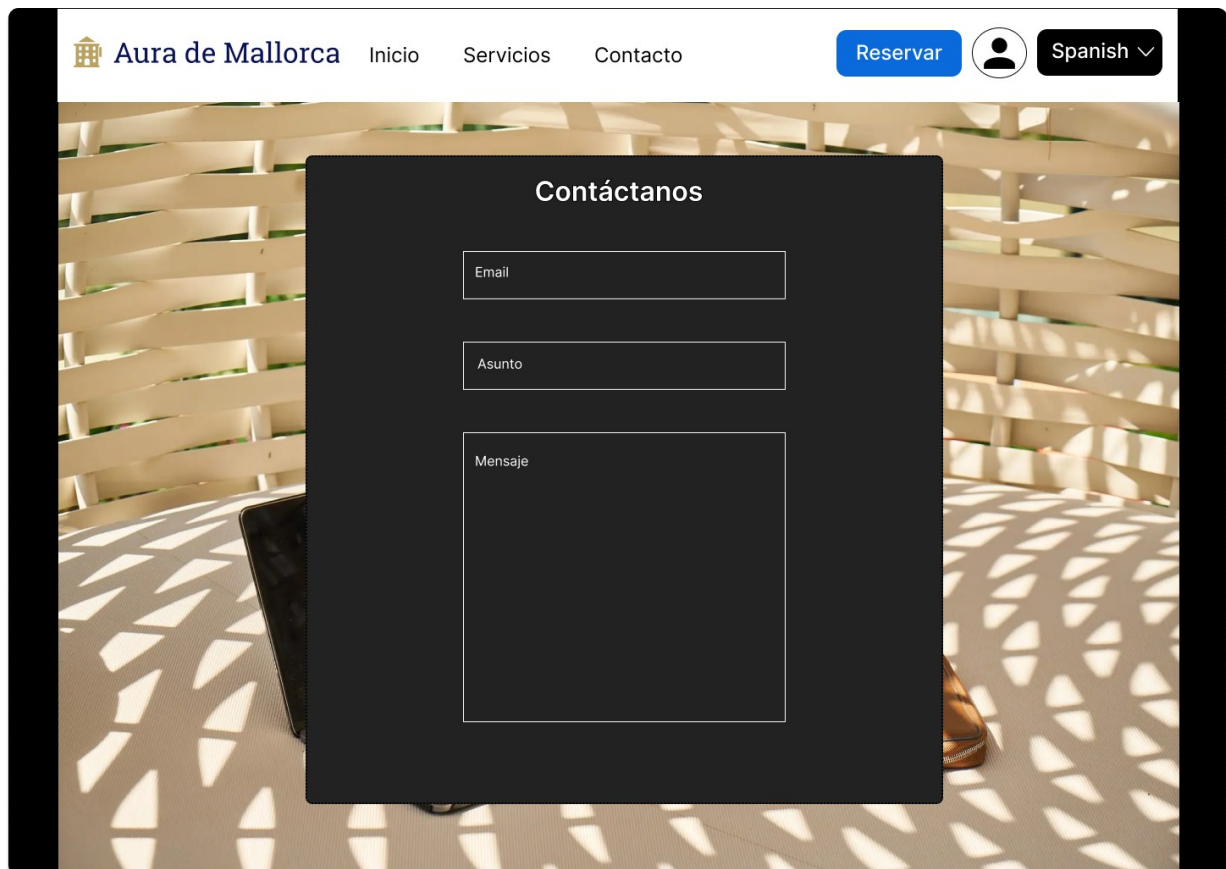 Aura de Mallorca Inicio Servicios Contacto Reservar Spanish
Contáctanos
Email
Asunto
Mensaje